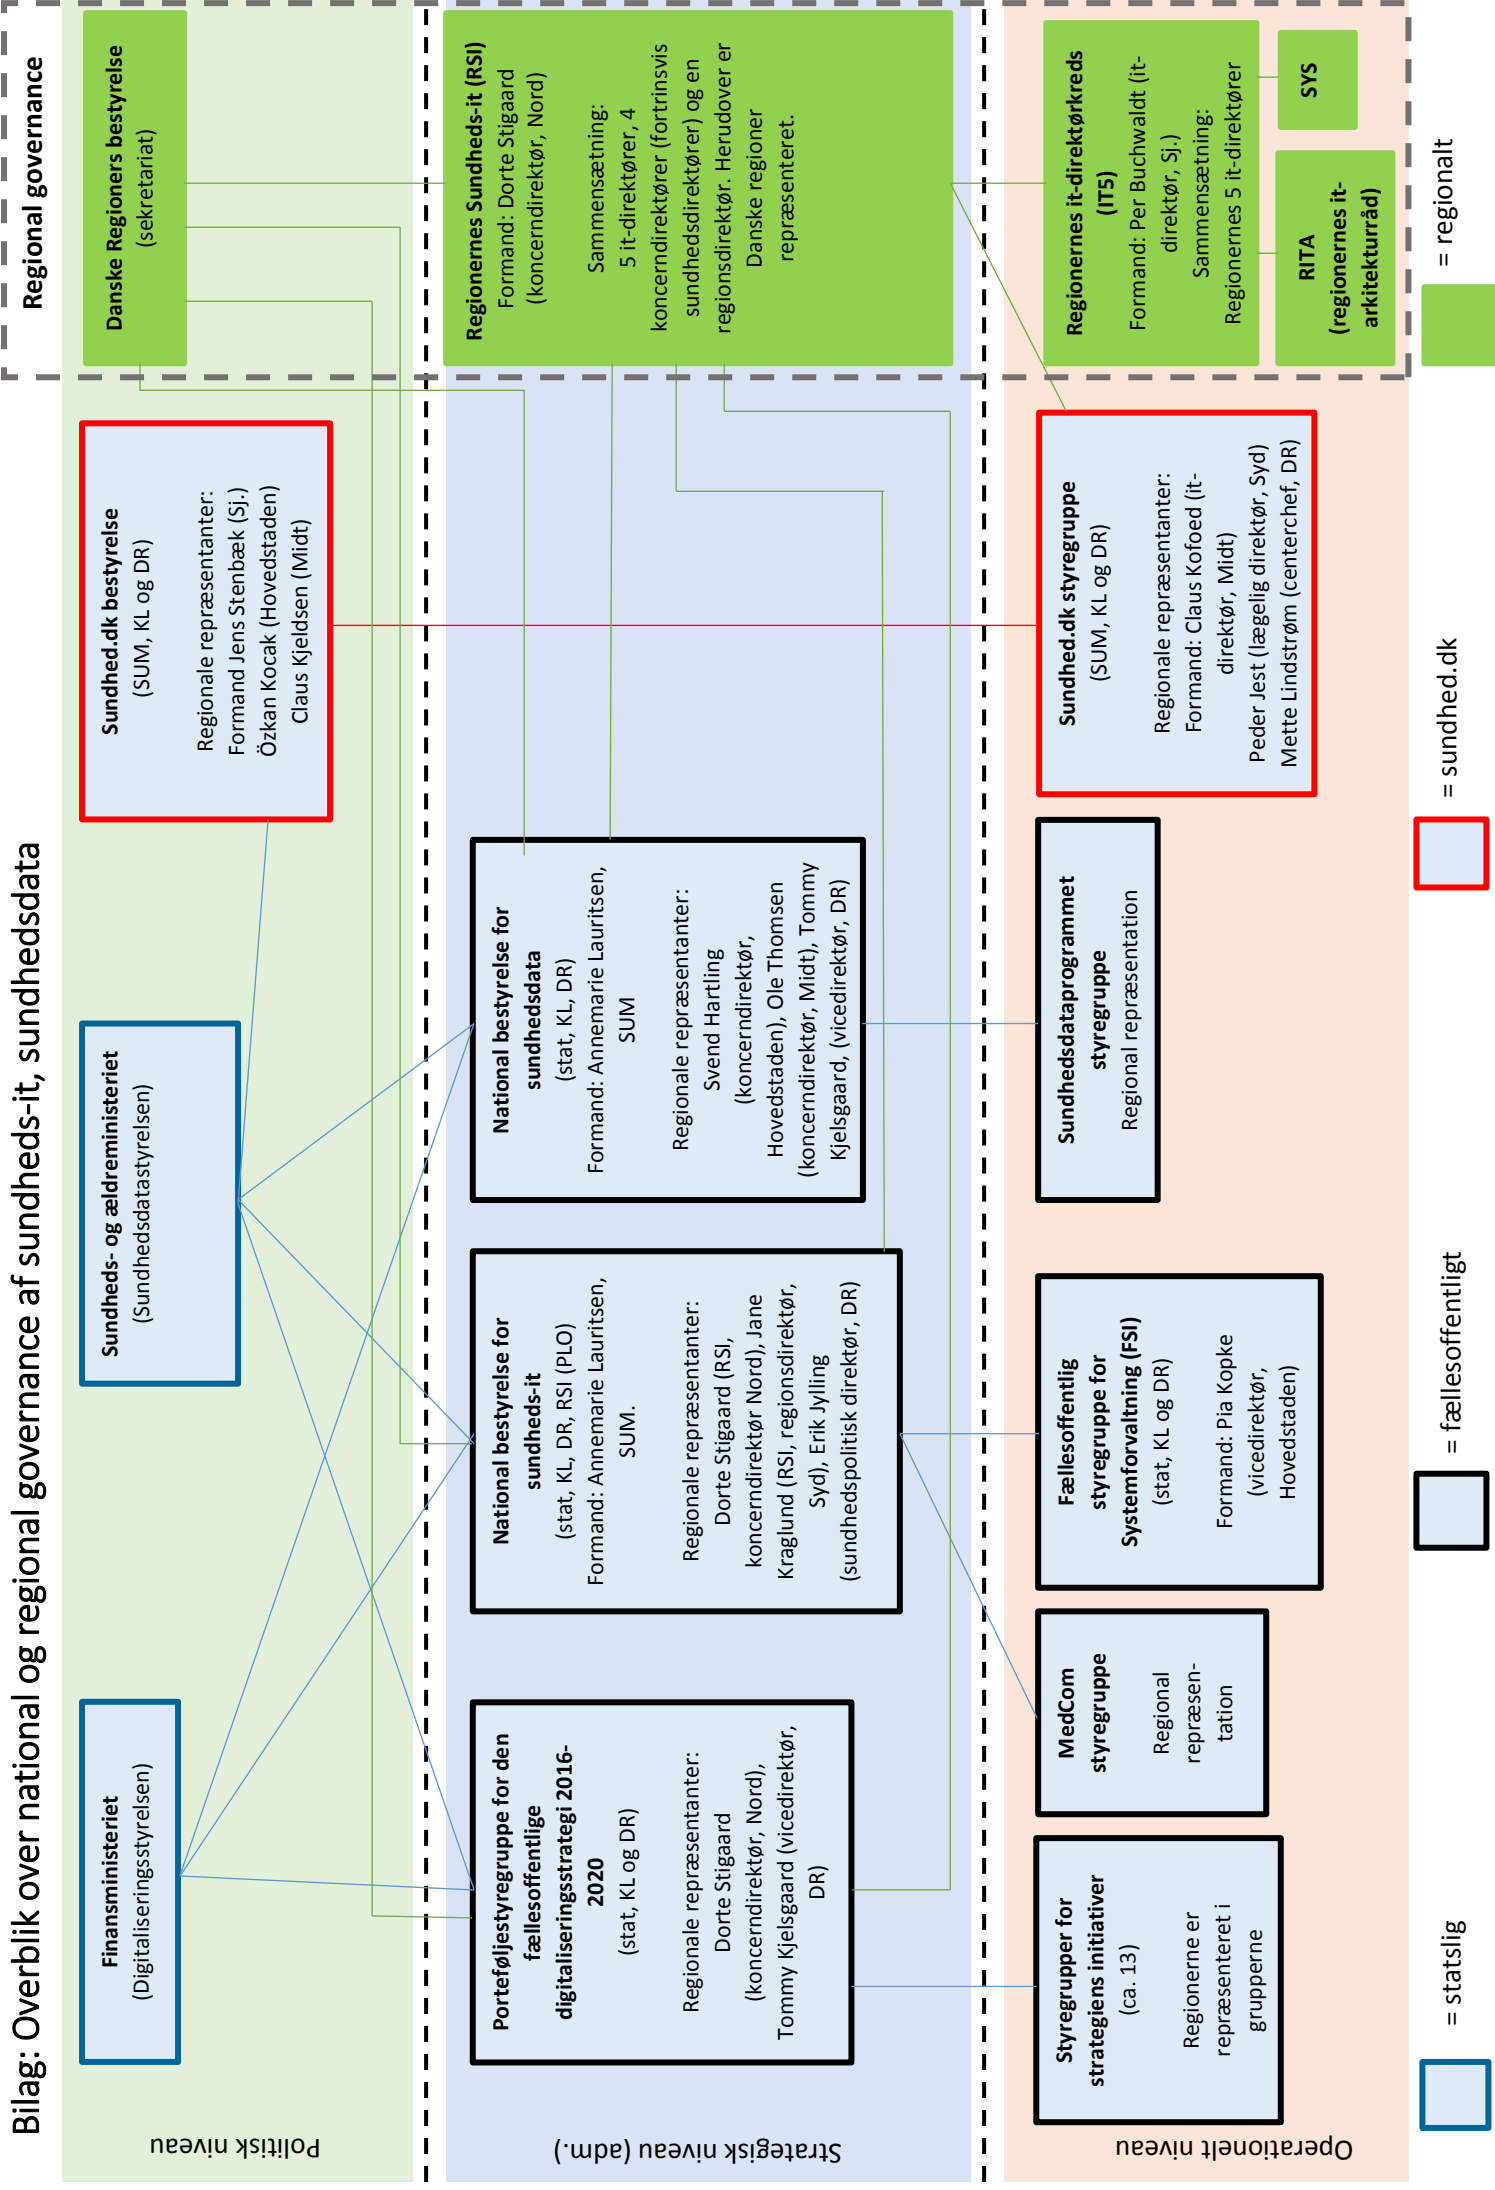 Bilag: Overblik over national og regional governance af sundheds-it, sundhedsdata
Regional governance
Politisk niveau
Finansministeriet
(Digitaliseringsstyrelsen)
Sundheds- og ældreministeriet
(Sundhedsdatastyrelsen)
Sundhed.dk bestyrelse
(SUM, KL og DR)
Regionale repræsentanter:
Formand Jens Stenbæk (Sj.)
Özkan Kocak (Hovedstaden)
Claus Kjeldsen (Midt)
Danske Regioners bestyrelse
(sekretariat)
Strategisk niveau (adm.)
Porteføljestyregruppe for den
fællesoffentlige
digitaliseringsstrategi 2016-
2020
(stat, KL og DR)
Regionale repræsentanter:
Dorte Stigaard
(koncerndirektør, Nord),
Tommy Kjelsgaard (vicedirektør,
DR)
National bestyrelse for
sundheds-it
(stat, KL, DR, RSI (PLO)
Formand: Annemarie Lauritsen,
SUM.
Regionale repræsentanter:
Dorte Stigaard (RSI,
koncerndirektør Nord), Jane
Kraglund (RSI, regionsdirektør,
Syd), Erik Jylling
(sundhedspolitisk direktør, DR)
National bestyrelse for
sundhedsdata
(stat, KL, DR)
Formand: Annemarie Lauritsen,
SUM
Regionale repræsentanter:
Svend Hartling
(koncerndirektør,
Hovedstaden), Ole Thomsen
(koncerndirektør, Midt), Tommy
Kjelsgaard, (vicedirektør, DR)
Regionernes Sundheds-it (RSI)
Formand: Dorte Stigaard
(koncerndirektør, Nord)
Sammensætning:
5 it-direktører, 4
koncerndirektører (fortrinsvis
sundhedsdirektører) og en
regionsdirektør. Herudover er
Danske regioner
repræsenteret.
Operationelt niveau
Styregrupper for
strategiens initiativer
(ca. 13)
Regionerne er
repræsenteret i
grupperne
MedCom
styregruppe
Regional
repræsen-
tation
Fællesoffentlig
styregruppe for
Systemforvaltning (FSI)
(stat, KL og DR)
Formand: Pia Kopke
(vicedirektør,
Hovedstaden)
Sundhedsdataprogrammet
styregruppe
Regional repræsentation
Sundhed.dk styregruppe
(SUM, KL og DR)
Regionale repræsentanter:
Formand: Claus Kofoed (it-
direktør, Midt)
Peder Jest (lægelig direktør, Syd)
Mette Lindstrøm (centerchef, DR)
Regionernes it-direktørkreds
(IT5)
Formand: Per Buchwaldt (it-
direktør, Sj.)
Sammensætning:
Regionernes 5 it-direktører
RITA
(regionernes it-
arkitekturråd)
SYS
= statslig
= fællesoffentligt
= sundhed.dk
= regionalt